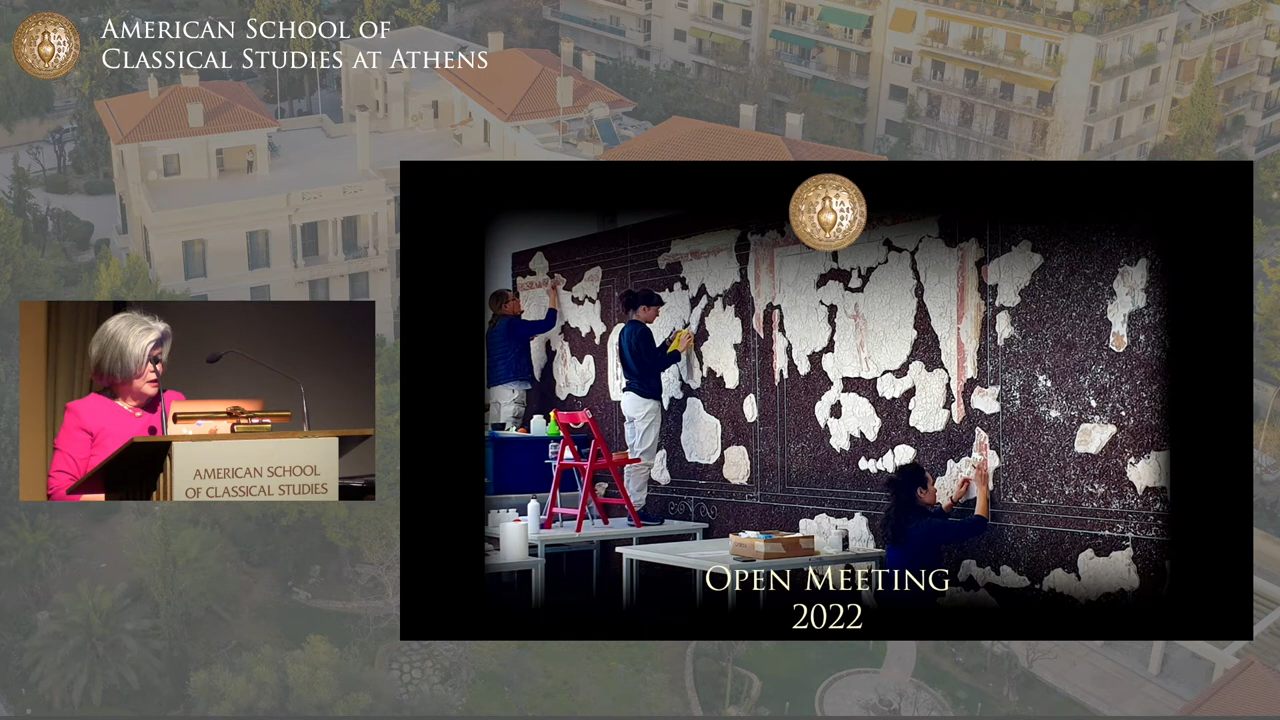 American School of
Classical Studies at Athens
Open Meeting
2022
AMERICAN SCHOOL
OF CLASSICAL STUDIES